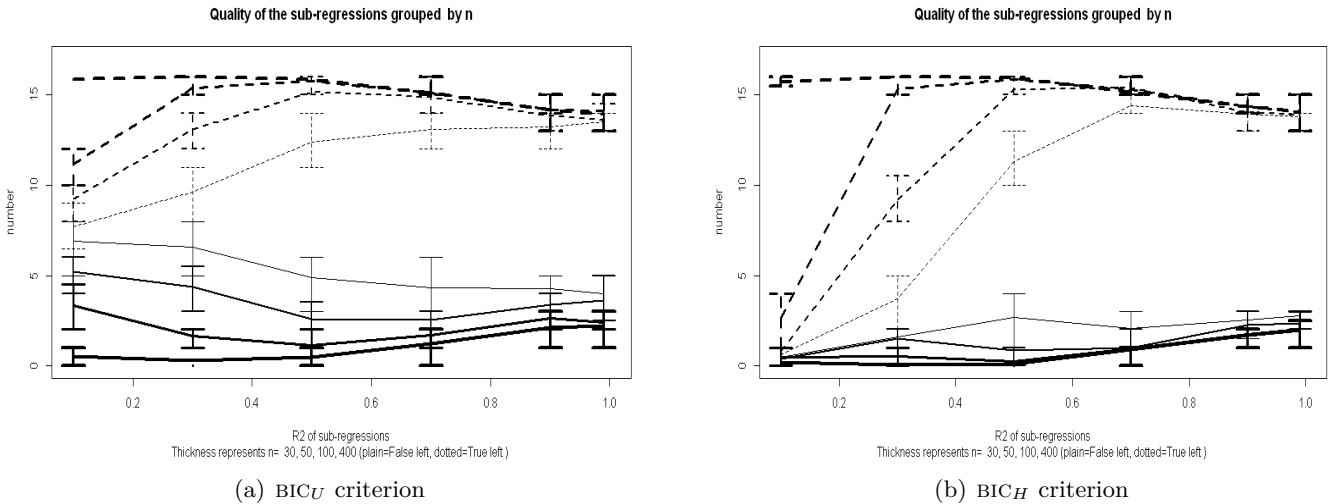 Quality of the sub-regressions grouped by n
number
15
10
5
0
0.2 0.4 0.6 0.8 1.0
R2 of sub-regressions
Thickness represents n= 30, 50, 100, 400 (plain=False left, dotted=True left )
(a) BICU criterion
Quality of the sub-regressions grouped by n
number
15
10
5
0
0.2 0.4 0.6 0.8 1.0
R2 of sub-regressions
Thickness represents n= 30, 50, 100, 400 (plain=False left, dotted=True left )
(b) BICH criterion